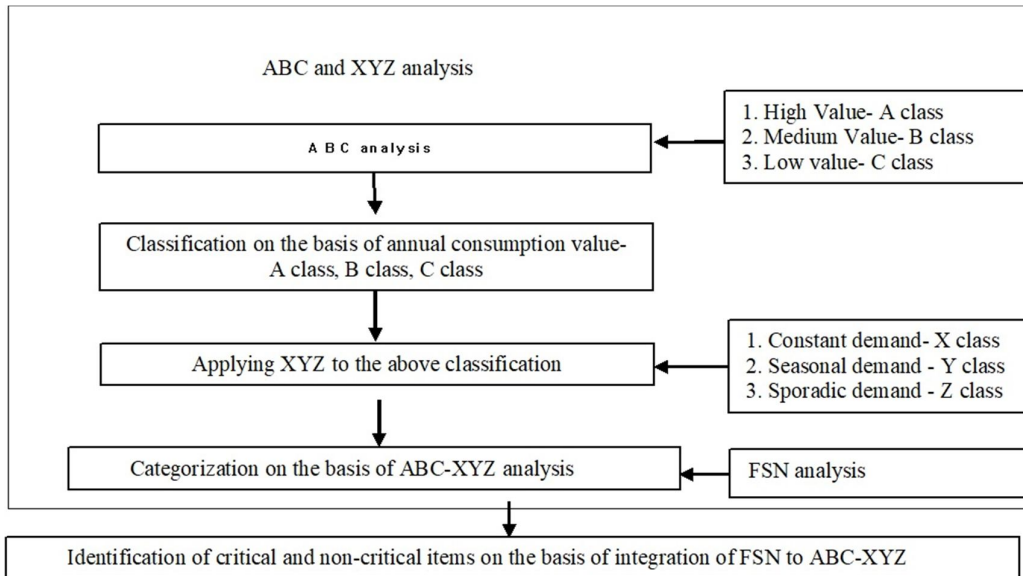 ABC and XYZ analysis
1. High Value- A class
2. Medium Value- B class
3. Low value- C class
ABC analysis
Classification on the basis of annual consumption value-
A class, B class, C class
1. Constant demand- X class
2. Seasonal demand - Y class
3. Sporadic demand - Z class
Applying XYZ to the above classification
Categorization on the basis of ABC-XYZ analysis
FSN analysis
Identification of critical and non-critical items on the basis of integration of FSN to ABC-XYZ